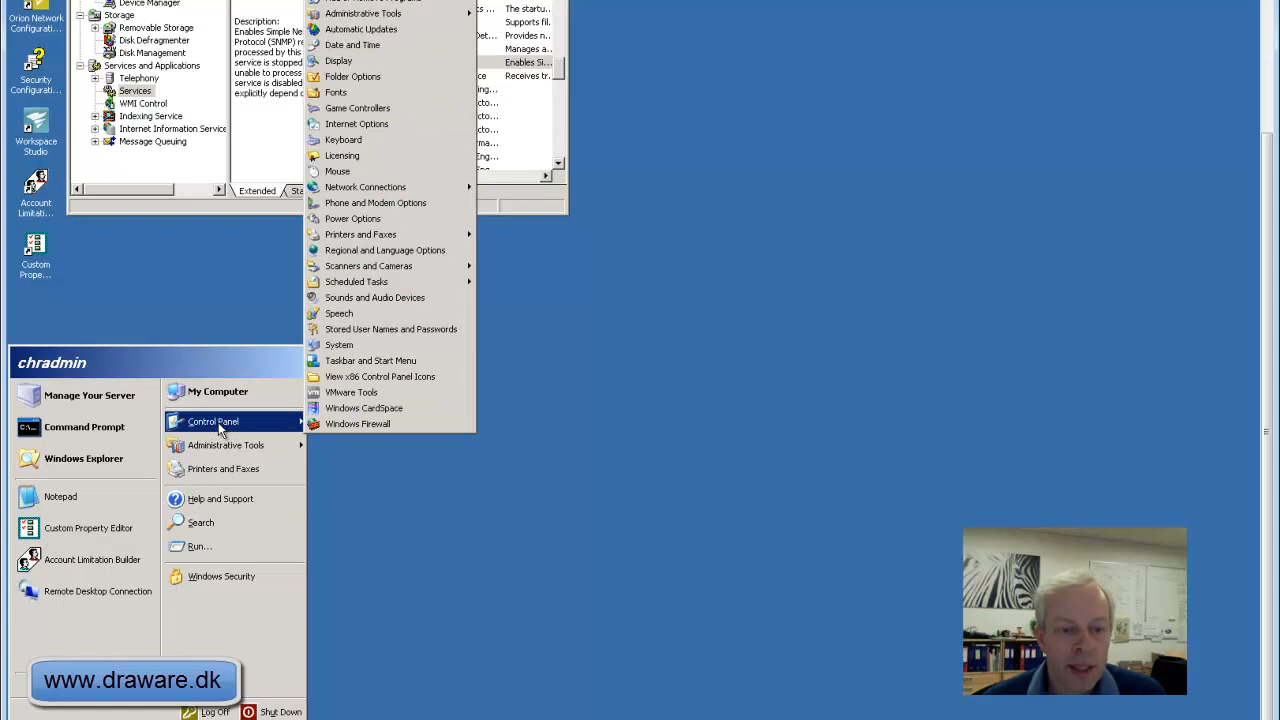 Orion Network Configurati...
Security Configurati...
Workspace Studio
Account Limitatio...
Custom Prope...
Device Manager
Storage
Removable Storage
Disk Defragmenter
Disk Management
Services and Applications
Telephony
Services
WMI Control
Indexing Service
Internet Information Service
Message Queuing
Description:
Enables Simple Ne
Protocol (SNMP) re
processed by this
service is stopped
unable to process
service is disabled
explicitly depend o
Extended
Sta
The startu...
Supports fil...
Provides n...
Manages a...
Enables Si...
Receives tr...
Administrative Tools
Automatic Updates
Date and Time
Display
Folder Options
Fonts
Game Controllers
Internet Options
Keyboard
Licensing
Mouse
Network Connections
Phone and Modem Options
Power Options
Printers and Faxes
Regional and Language Options
Scanners and Cameras
Scheduled Tasks
Sounds and Audio Devices
Speech
Stored User Names and Passwords
System
Taskbar and Start Menu
View x86 Control Panel Icons
VMware Tools
Windows CardSpace
Windows Firewall
chradmin
Manage Your Server
Command Prompt
Windows Explorer
Notepad
Custom Property Editor
Account Limitation Builder
Remote Desktop Connection
My Computer
Control Panel
Administrative Tools
Printers and Faxes
Help and Support
Search
Run...
Windows Security
www.draware.dk
Log Off
Shut Down